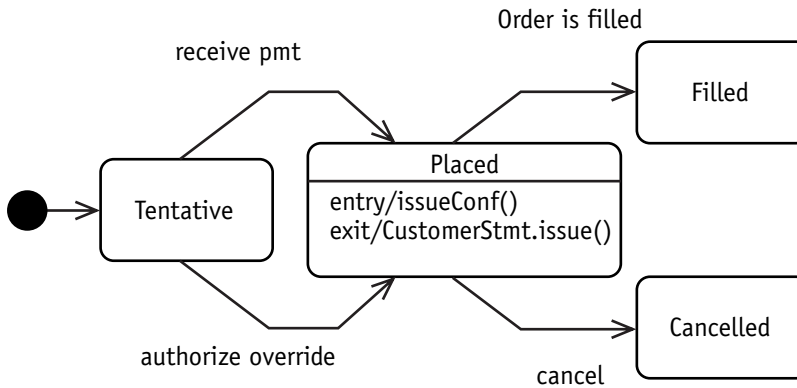 Order is filled
receive pmt
Filled
Placed
Tentative
entry/issueConf()
exit/CustomerStmt.issue()
Cancelled
authorize override
cancel